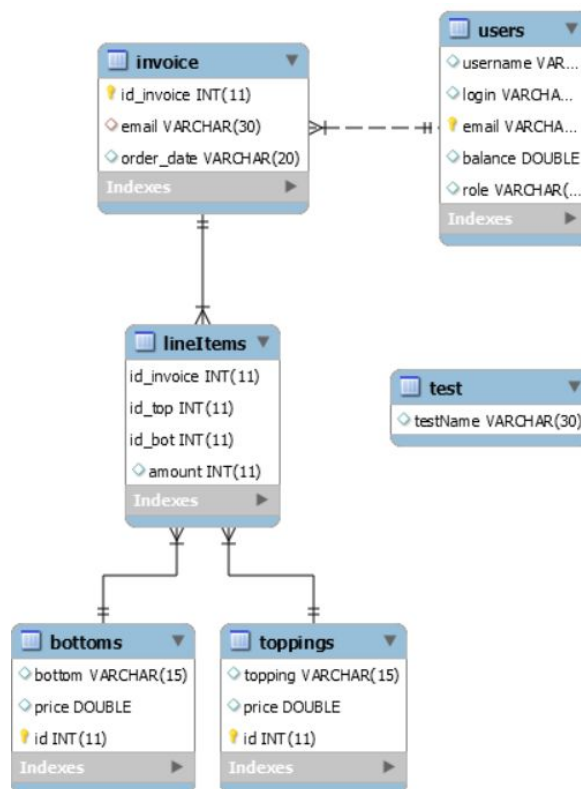 invoice
id_invoice INT(11)
email VARCHAR(30)
order_date VARCHAR(20)
Indexes
users
username VAR...
login VARCHA...
email VARCHA...
balance DOUBLE
role VARCHAR(...
Indexes
lineItems
id_invoice INT(11)
id_top INT(11)
id_bot INT(11)
amount INT(11)
Indexes
test
testName VARCHAR(30)
bottoms
bottom VARCHAR(15)
price DOUBLE
id INT(11)
Indexes
toppings
topping VARCHAR(15)
price DOUBLE
id INT(11)
Indexes